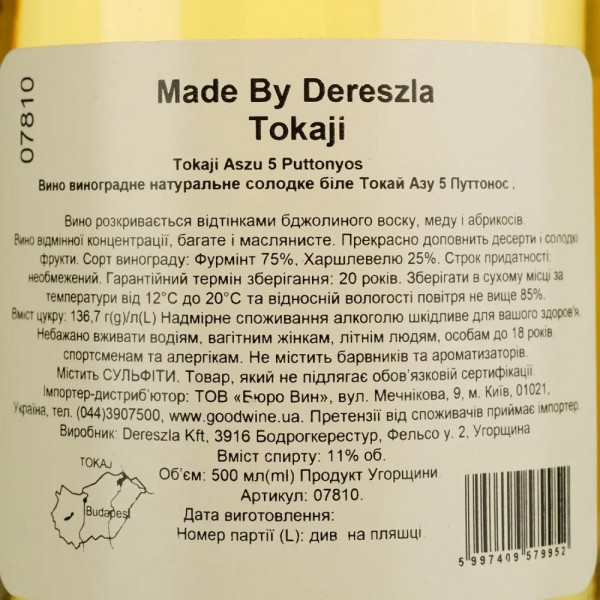 07810
Made By Dereszla
Tokaji
Tokaji Aszu 5 Puttonyos
Вино виноградне натуральне солодке біле Токай Азу 5 Путтонос .
Вино розкривається відтінками бджолиного воску, меду і абрикосів.
Вино відмінної концентрації, багате і маслянисте. Прекрасно доповнить десерти і солодкі
фрукти. Сорт винограду: Фурмінт 75%, Харшлевелю 25%. Строк придатності:
необмежений. Гарантійний термін зберігання: 20 років. Зберігати в сухому місці за
температури від 12°C до 20°C та відносній вологості повітря не вище 85%.
Вміст цукру: 136,7 г(g)/л(L) Надмірне споживання алкоголю шкідливе для вашого здоров'я.
Небажано вживати водіям, вагітним жінкам, літнім людям, особам до 18 років,
спортсменам та алергікам. Не містить барвників та ароматизаторів.
Містить СУЛЬФІТИ. Товар, який не підлягає обов'язковій сертифікації.
Імпортер-дистриб'ютор: ТОВ «Бюро Вин», вул. Мечнікова, 9, м. Київ, 01021,
Україна, тел. (044)3907500, www.goodwine.ua. Претензії від споживачів приймає імпортер.
Виробник: Dereszla Kft, 3916 Бодрогкерестур, Фельсо у. 2, Угорщина
Вміст спирту: 11% об.
Об'єм: 500 мл(ml) Продукт Угорщини
Артикул: 07810.
Дата виготовлення:
Номер партії (L): див на пляшці
TOKAJ
Budapest
5 997409 579952